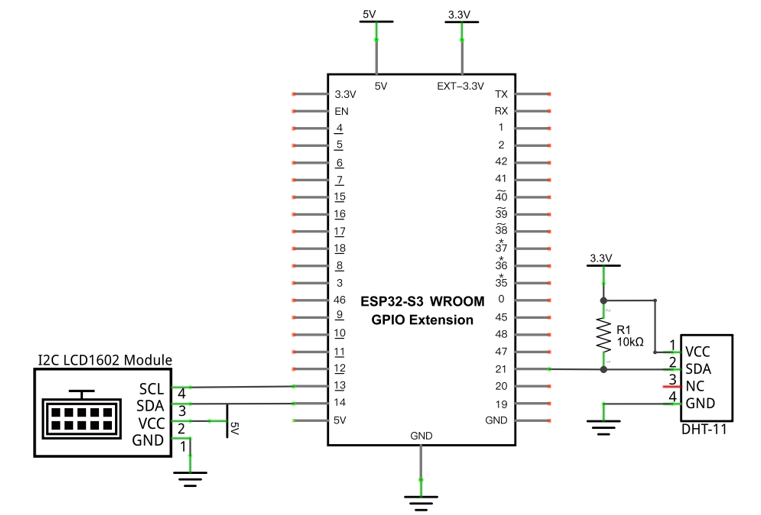 5V
3.3V
5V
EXT-3.3V
3.3V
EN
4
5
6
7
15
16
17
18
8
3
46
9
10
11
12
13
14
5V
TX
RX
1
2
42
41
~40
~39
~38
*37
*36
*35
0
45
48
47
21
20
19
GND
ESP32-S3 WROOM
GPIO Extension
GND
I2C LCD1602 Module
SCL 4
SDA 3
VCC 2
GND 1
5V
3.3V
R1
10kΩ
1 VCC
2 SDA
3 NC
4 GND
DHT-11